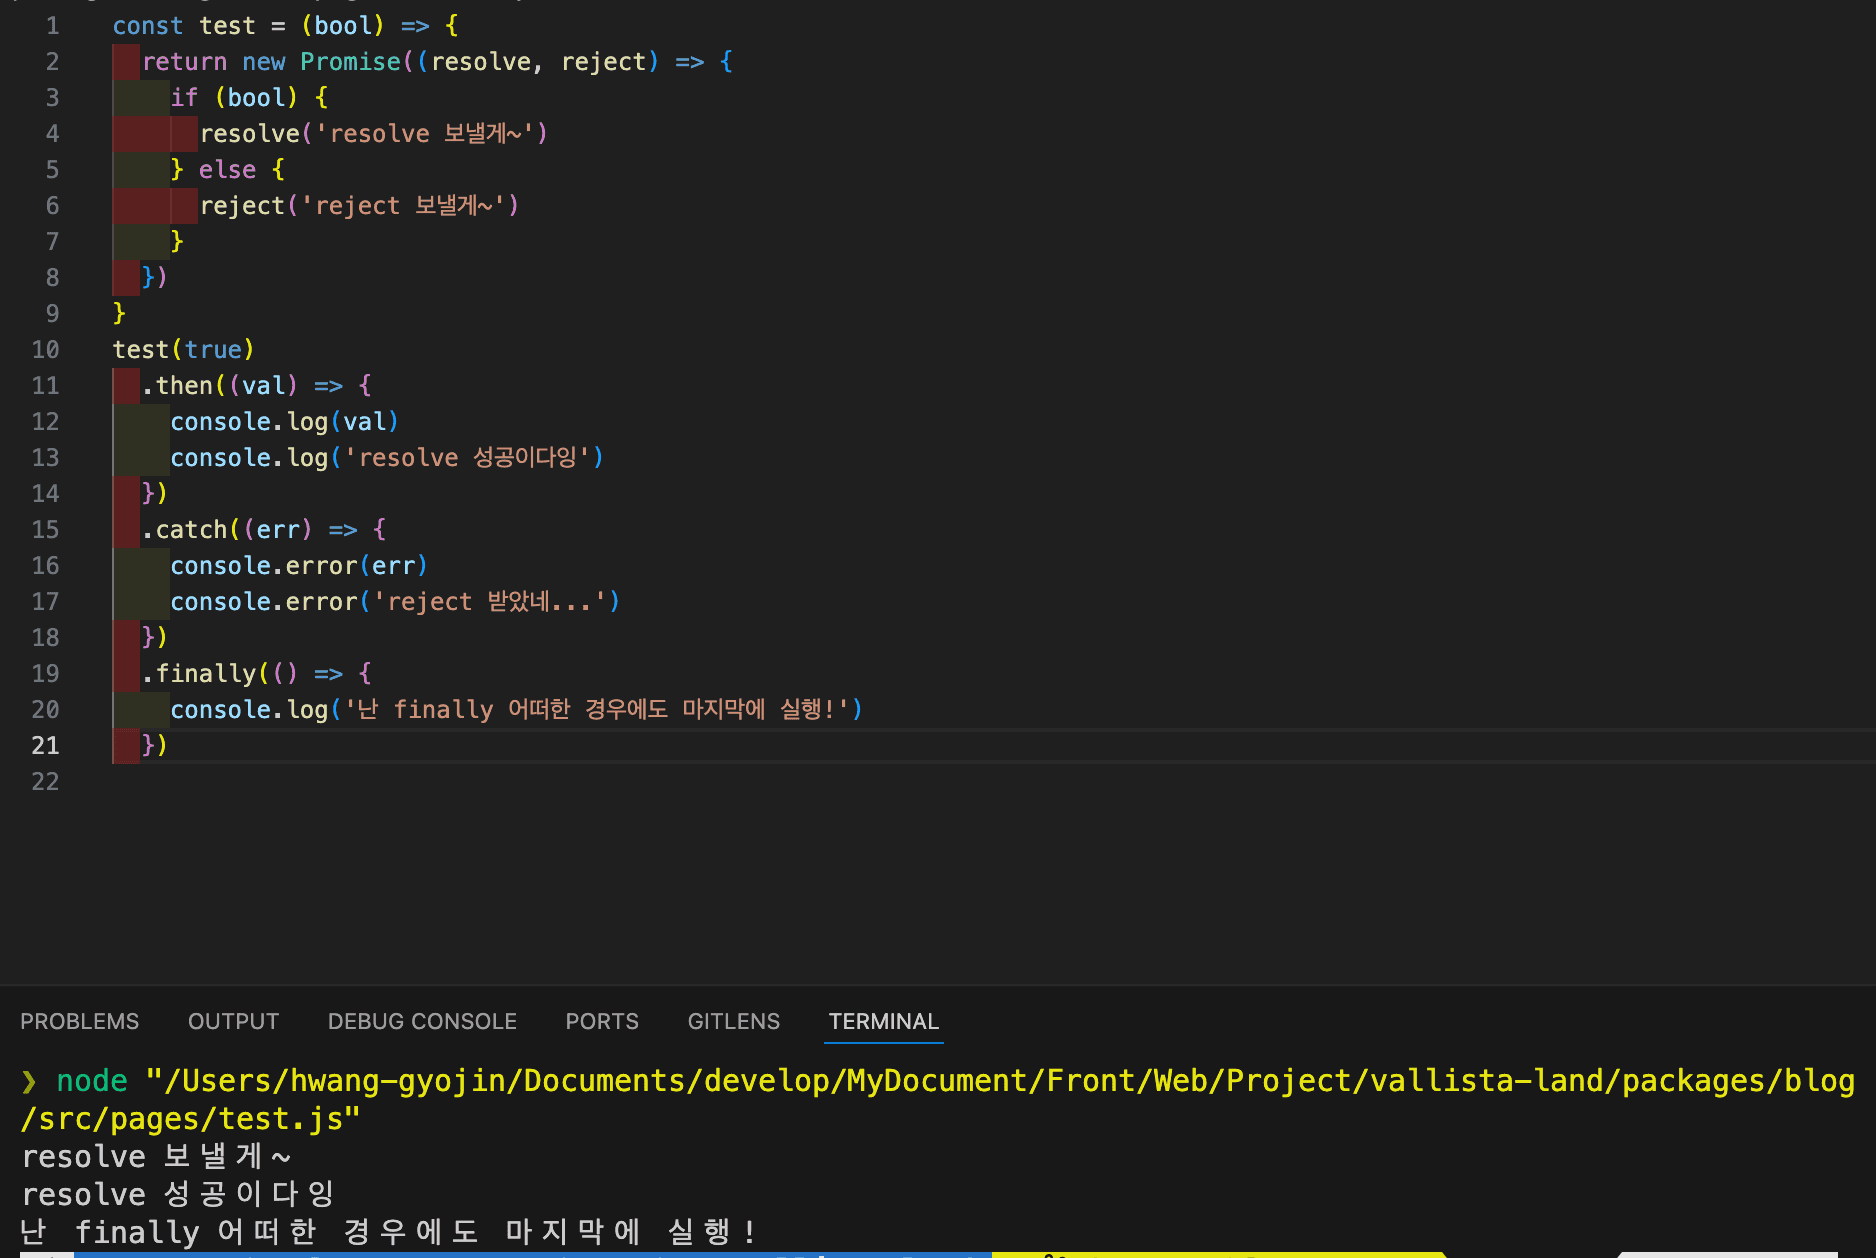 1 const test = (bool) => {
2 return new Promise((resolve, reject) => {
3 if (bool) {
4 resolve('resolve 보낼게~')
5 } else {
6 reject('reject 보낼게~')
7 }
8 })
9 }
10 test(true)
11 .then((val) => {
12 console.log(val)
13 console.log('resolve 성공이다잉')
14 })
15 .catch((err) => {
16 console.error(err)
17 console.error('reject 받았네...')
18 })
19 .finally(() => {
20 console.log('난 finally 어떠한 경우에도 마지막에 실행!')
21 })
22
PROBLEMS OUTPUT DEBUG CONSOLE PORTS GITLENS TERMINAL
❯ node "/Users/hwang-gyojin/Documents/develop/MyDocument/Front/Web/Project/vallista-land/packages/blog
/src/pages/test.js"
resolve 보낼게~
resolve 성공이다잉
난 finally 어떠한 경우에도 마지막에 실행!